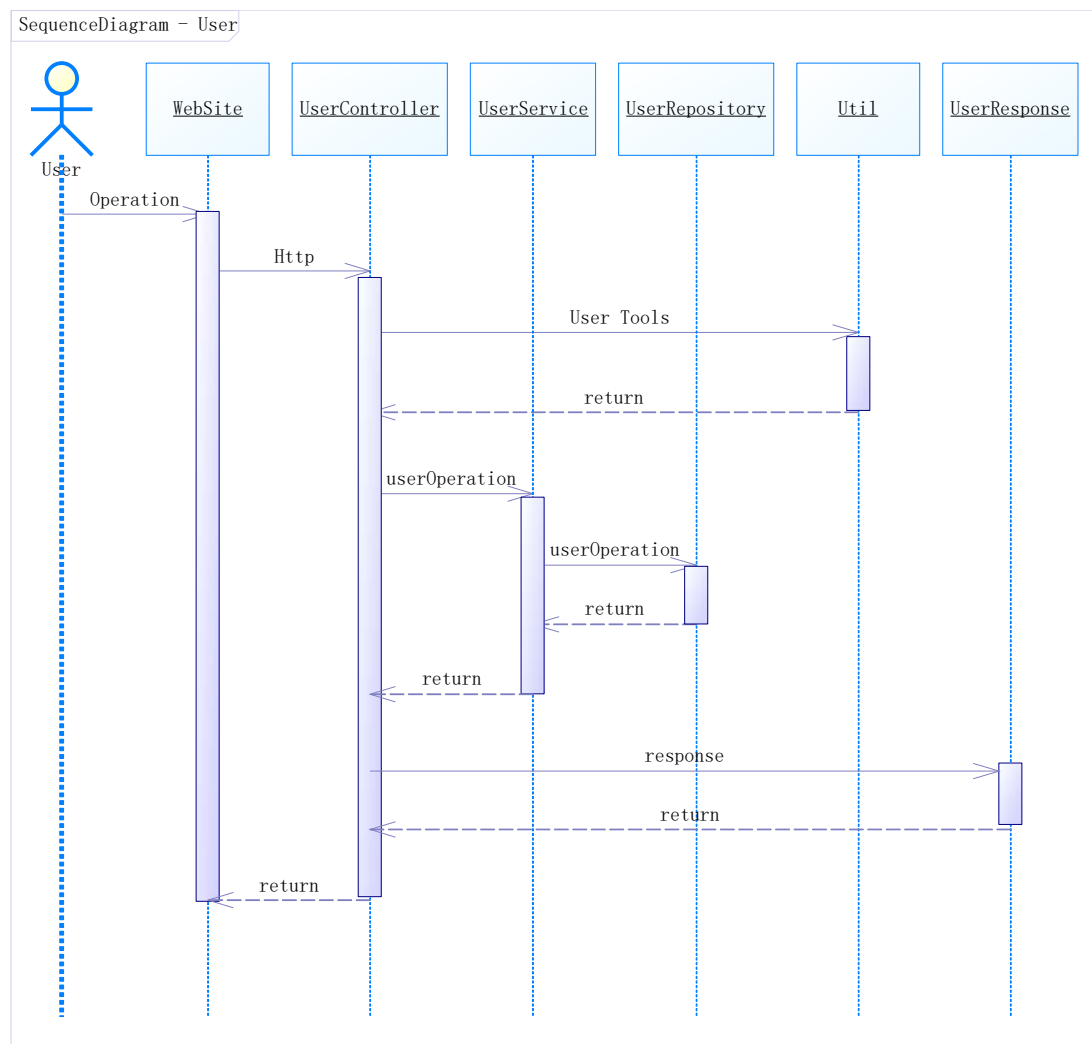 SequenceDiagram - User
WebSite
UserController
UserService
UserRepository
Util
UserResponse
User
Operation
Http
User Tools
return
userOperation
userOperation
return
return
response
return
return